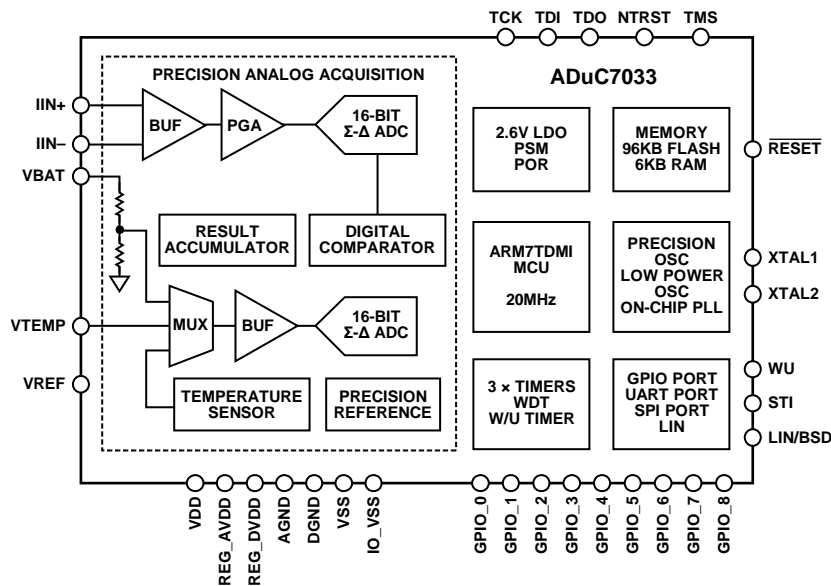 TCK TDI TDO NTRST TMS
PRECISION ANALOG ACQUISITION
ADuC7033
IIN+
IIN–
VBAT
VTEMP
VREF
BUF
PGA
16-BIT
Σ-Δ ADC
RESULT
ACCUMULATOR
DIGITAL
COMPARATOR
MUX
BUF
16-BIT
Σ-Δ ADC
TEMPERATURE
SENSOR
PRECISION
REFERENCE
2.6V LDO
PSM
POR
MEMORY
96KB FLASH
6KB RAM
ARM7TDMI
MCU
20MHz
PRECISION
OSC
LOW POWER
OSC
ON-CHIP PLL
3 × TIMERS
WDT
W/U TIMER
GPIO PORT
UART PORT
SPI PORT
LIN
RESET
XTAL1
XTAL2
WU
STI
LIN/BSD
VDD
REG_AVDD
REG_DVDD
AGND
DGND
VSS
IO_VSS
GPIO_0
GPIO_1
GPIO_2
GPIO_3
GPIO_4
GPIO_5
GPIO_6
GPIO_7
GPIO_8